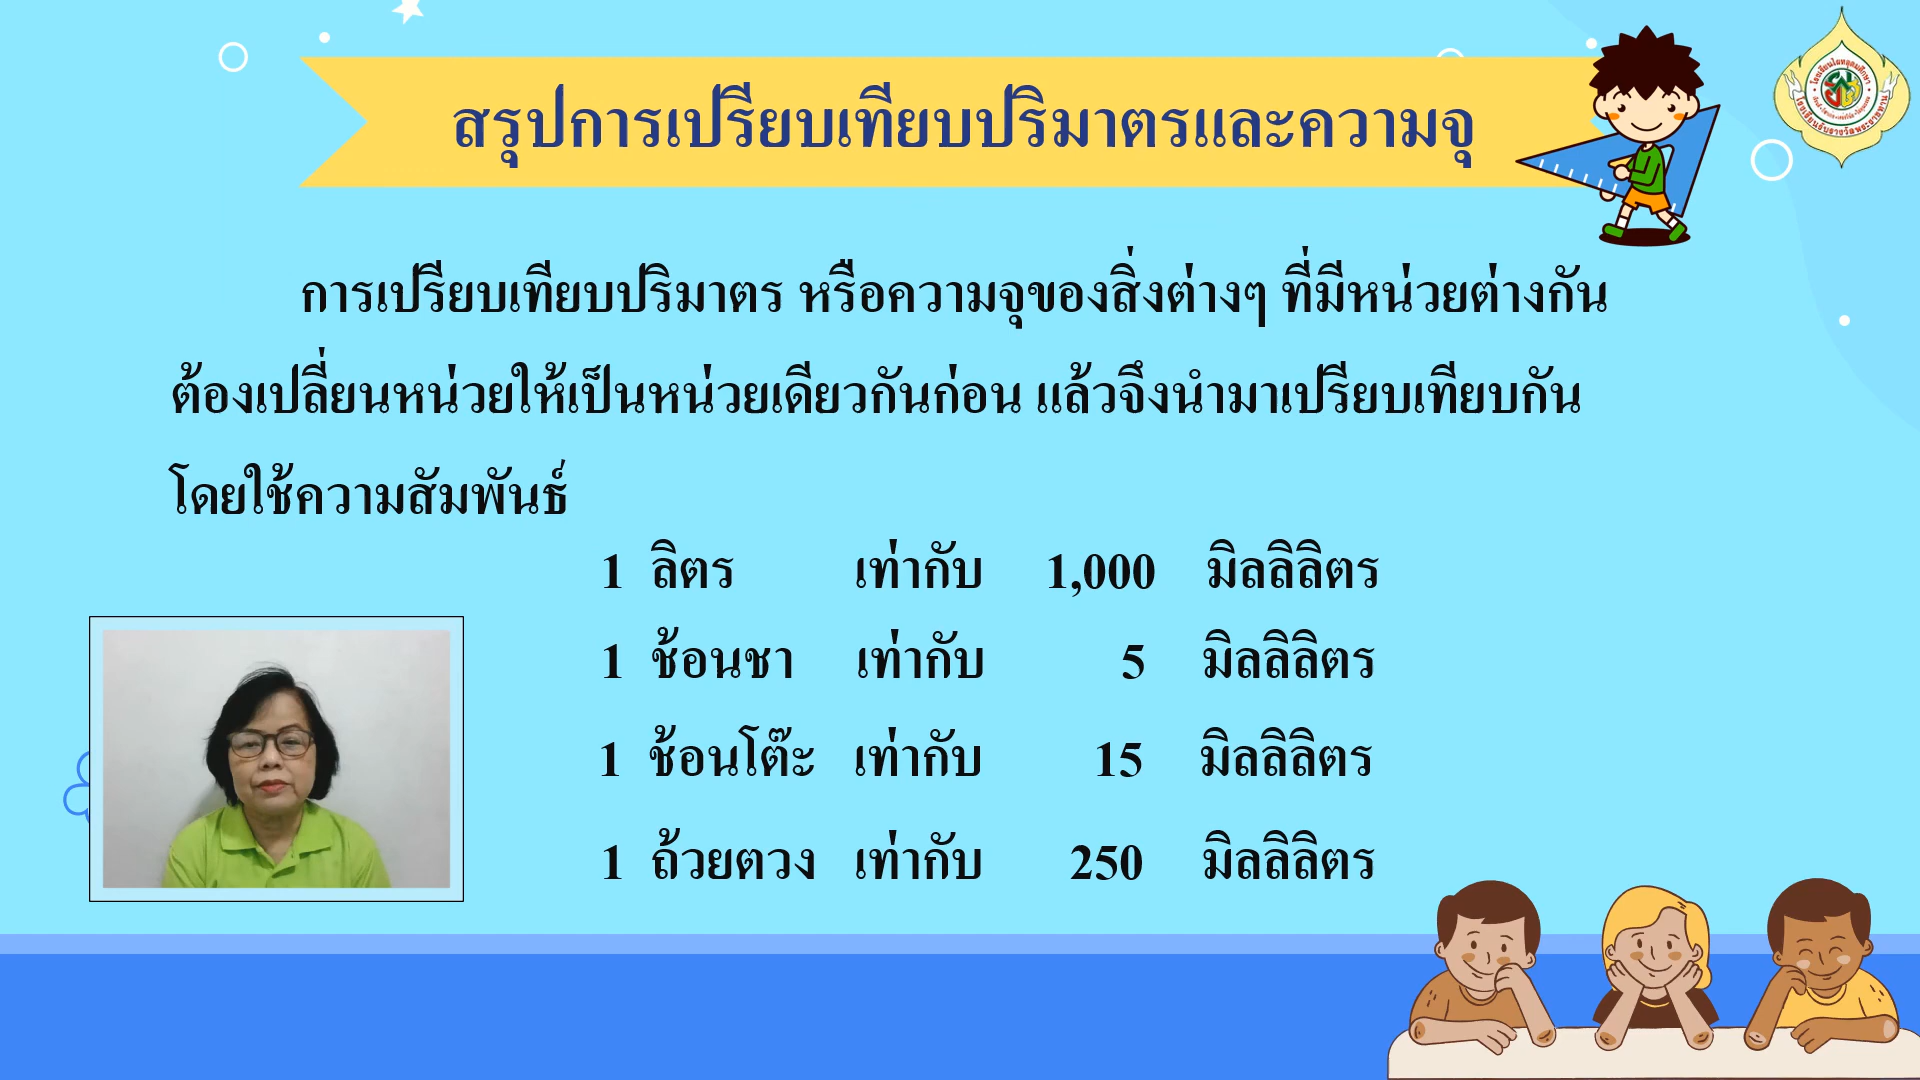 สรุปการเปรียบเทียบปริมาตรและความจุ
การเปรียบเทียบปริมาตร หรือความจุของสิ่งต่างๆ ที่มีหน่วยต่างกัน
ต้องเปลี่ยนหน่วยให้เป็นหน่วยเดียวกันก่อน แล้วจึงนำมาเปรียบเทียบกัน
โดยใช้ความสัมพันธ์
1 ลิตร เท่ากับ 1,000 มิลลิลิตร
1 ช้อนชา เท่ากับ 5 มิลลิลิตร
1 ช้อนโต๊ะ เท่ากับ 15 มิลลิลิตร
1 ถ้วยตวง เท่ากับ 250 มิลลิลิตร